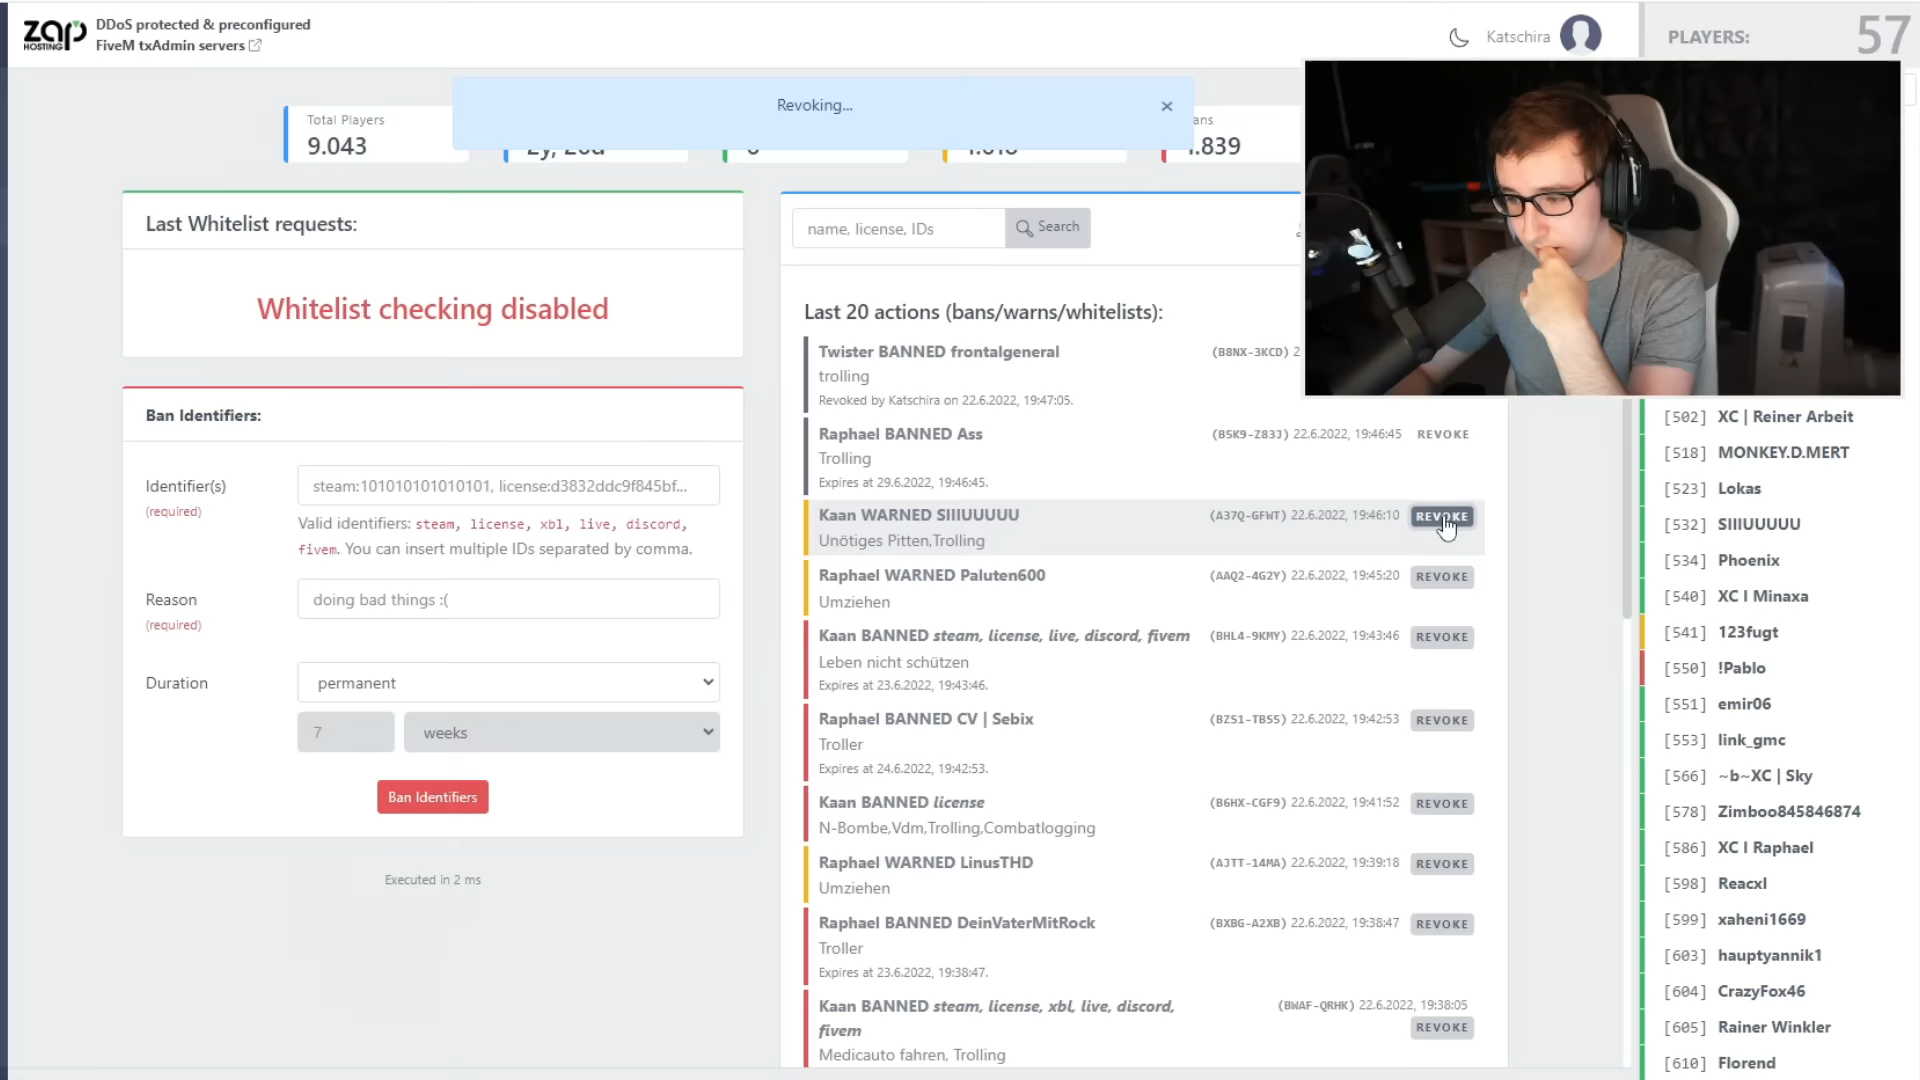 zap HOSTING
DDoS protected & preconfigured
FiveM txAdmin servers
Katschira
PLAYERS: 57
Revoking... ×
Total Players
9.043
.839
Last Whitelist requests:
Whitelist checking disabled
Ban Identifiers:
Identifier(s)
(required)
steam:101010101010101, license:d3832ddc9f845bf...
Valid identifiers: steam, license, xbl, live, discord,
fivem. You can insert multiple IDs separated by comma.
Reason
(required)
doing bad things :(
Duration
permanent
7 weeks
Ban Identifiers
Executed in 2 ms
name, license, IDs Search
Last 20 actions (bans/warns/whitelists):
Twister BANNED frontalgeneral (B8NX-3KCD) 2
trolling
Revoked by Katschira on 22.6.2022, 19:47:05.
Raphael BANNED Ass (B5K9-Z83J) 22.6.2022, 19:46:45 REVOKE
Trolling
Expires at 29.6.2022, 19:46:45.
Kaan WARNED SIIIUUUUU (A37Q-GFWT) 22.6.2022, 19:46:10 REVOKE
Unötiges Pitten,Trolling
Raphael WARNED Paluten600 (AAQ2-4G2Y) 22.6.2022, 19:45:20 REVOKE
Umziehen
Kaan BANNED steam, license, live, discord, fivem (BHL4-9KMY) 22.6.2022, 19:43:46 REVOKE
Leben nicht schützen
Expires at 23.6.2022, 19:43:46.
Raphael BANNED CV | Sebix (BZS1-TBS5) 22.6.2022, 19:42:53 REVOKE
Troller
Expires at 24.6.2022, 19:42:53.
Kaan BANNED license (B6HX-CGF9) 22.6.2022, 19:41:52 REVOKE
N-Bombe,Vdm,Trolling,Combatlogging
Raphael WARNED LinusTHD (AJTT-14MA) 22.6.2022, 19:39:18 REVOKE
Umziehen
Raphael BANNED DeinVaterMitRock (BXBG-A2XB) 22.6.2022, 19:38:47 REVOKE
Troller
Expires at 23.6.2022, 19:38:47.
Kaan BANNED steam, license, xbl, live, discord, (BWAF-QRHK) 22.6.2022, 19:38:05
fivem REVOKE
Medicauto fahren, Trolling
[502] XC | Reiner Arbeit
[518] MONKEY.D.MERT
[523] Lokas
[532] SIIIUUUUU
[534] Phoenix
[540] XC I Minaxa
[541] 123fugt
[550] !Pablo
[551] emir06
[553] link_gmc
[566] ~b~XC | Sky
[578] Zimboo845846874
[586] XC I Raphael
[598] Reacxl
[599] xaheni1669
[603] hauptyannik1
[604] CrazyFox46
[605] Rainer Winkler
[610] Florend